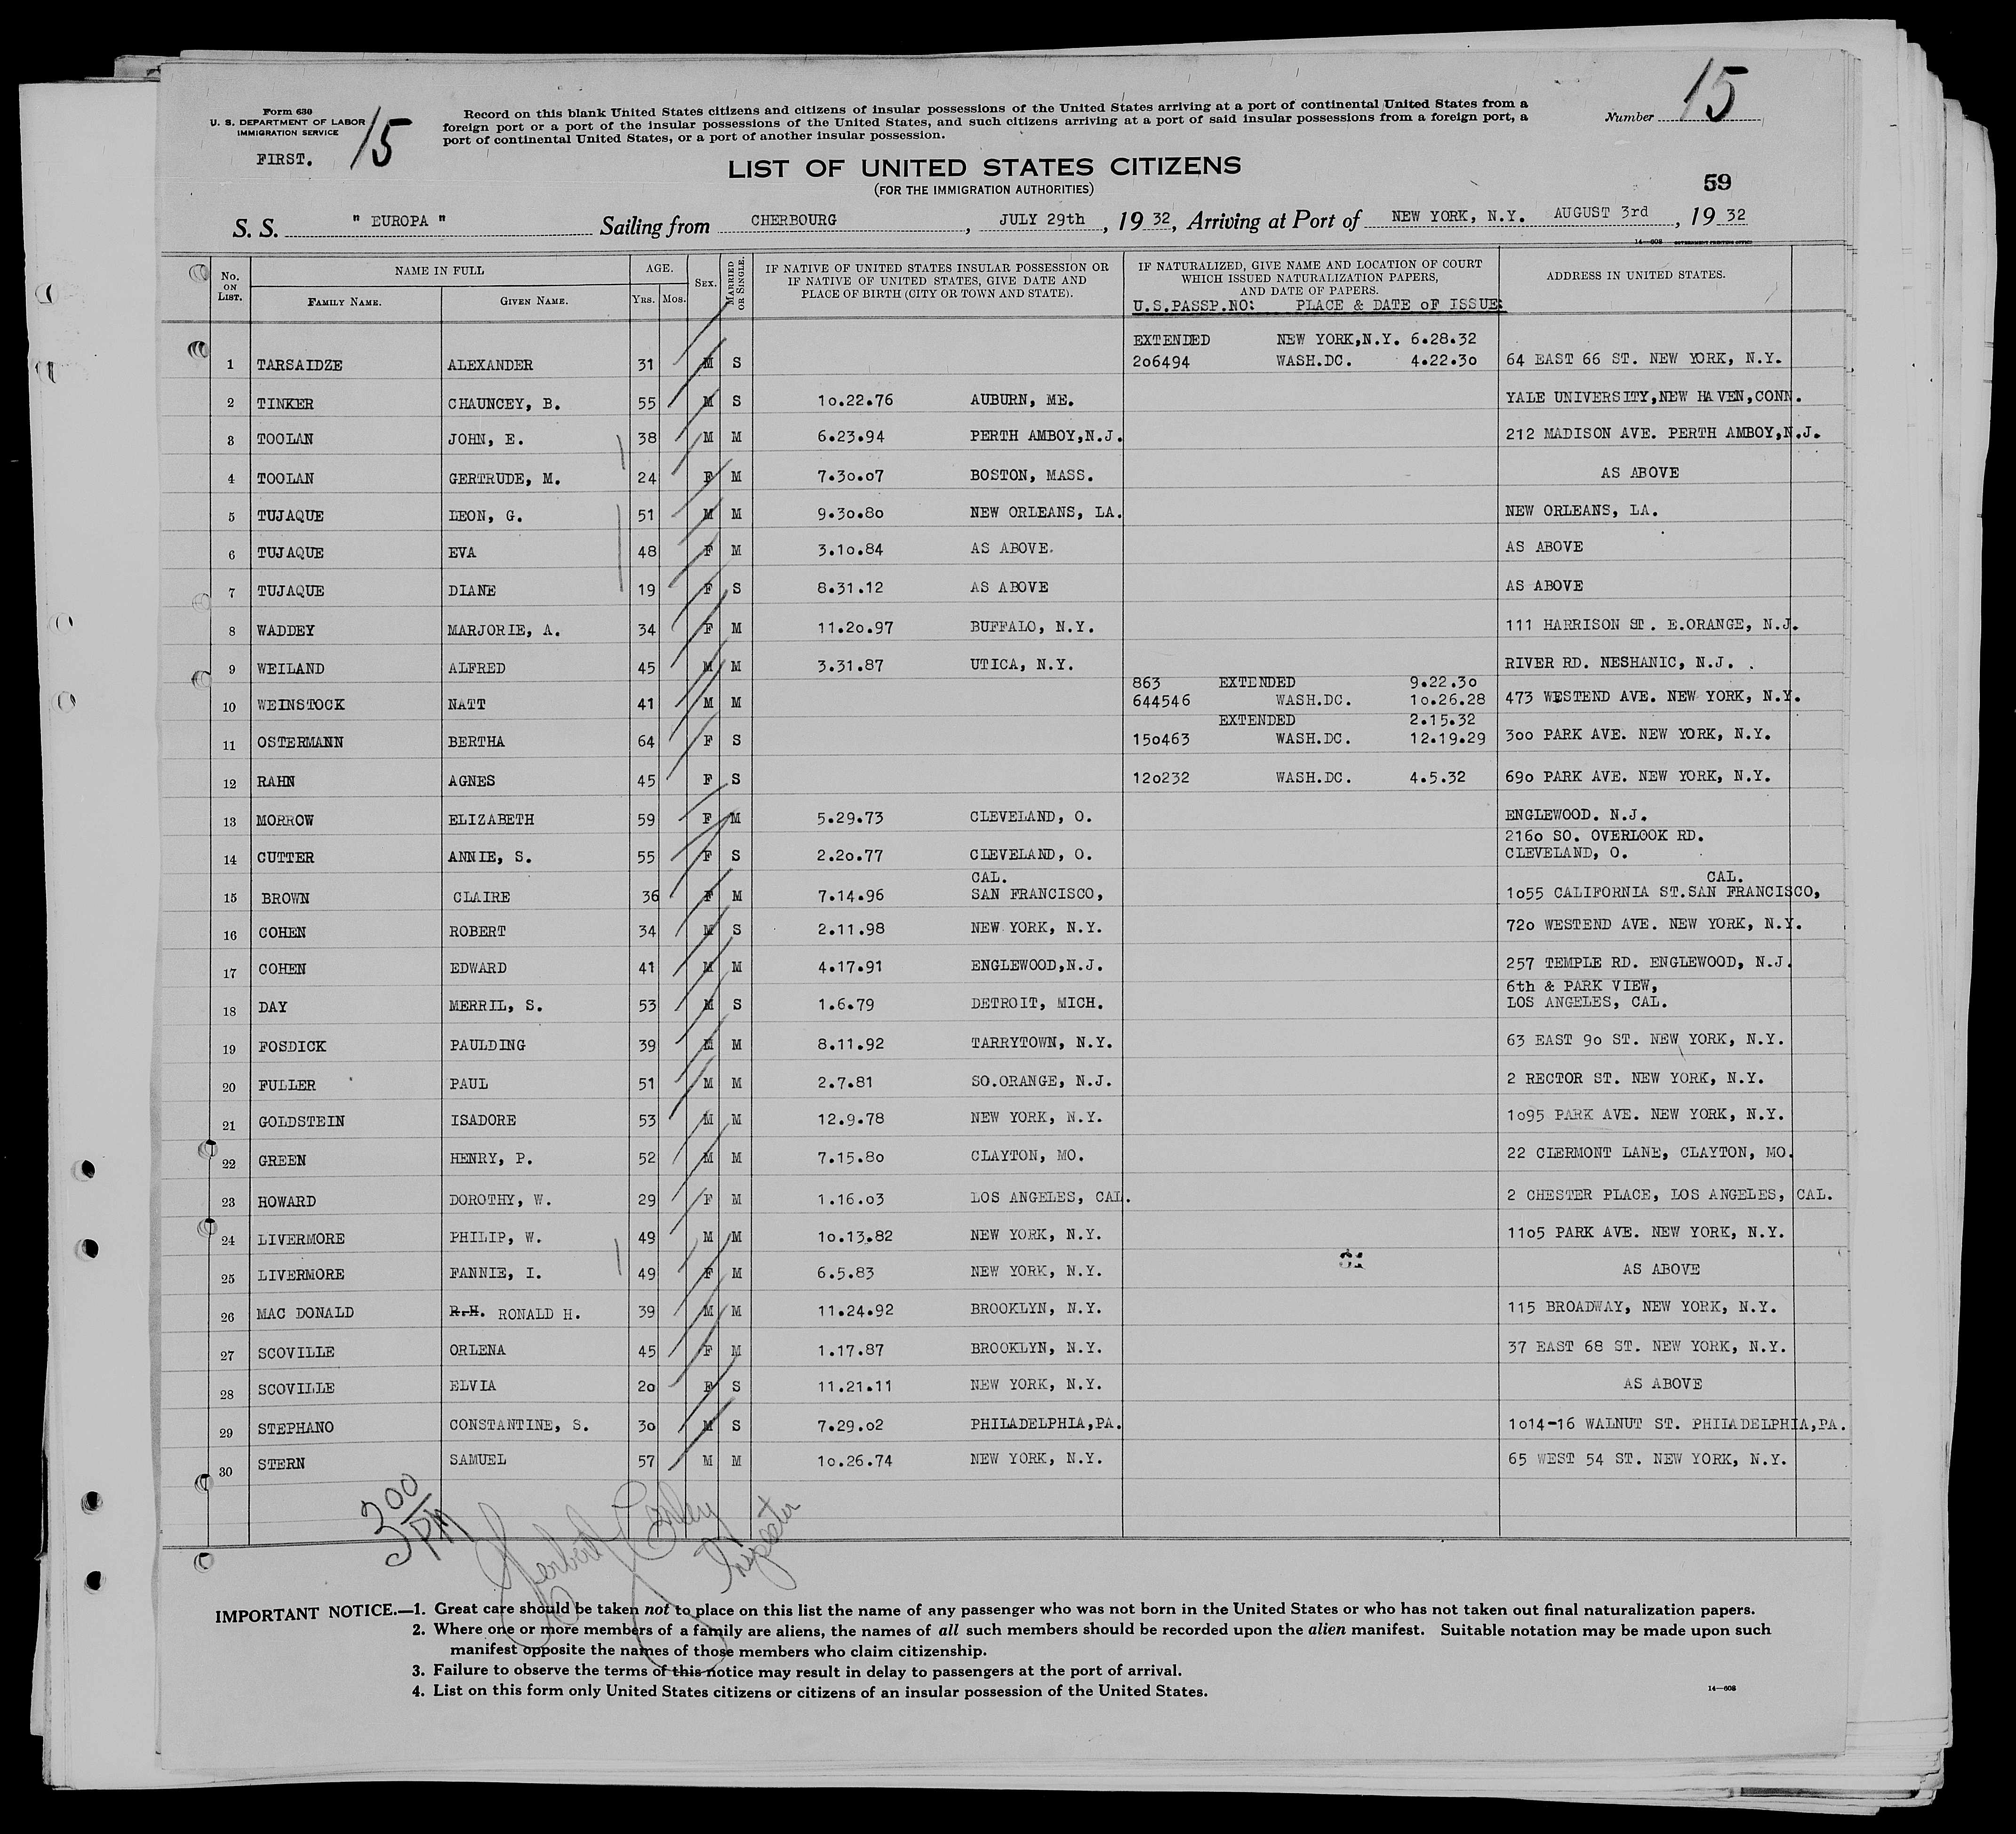 Form 630
U. S. DEPARTMENT OF LABOR
IMMIGRATION SERVICE
FIRST.
15
Record on this blank United States citizens and citizens of insular possessions of the United States arriving at a port of continental United States from a
foreign port or a port of the insular possessions of the United States, and such citizens arriving at a port of said insular possessions from a foreign port, a
port of continental United States, or a port of another insular possession.
Number 15
LIST OF UNITED STATES CITIZENS
(FOR THE IMMIGRATION AUTHORITIES)
59
S. S. " EUROPA " Sailing from CHERBOURG, JULY 29th, 19 32, Arriving at Port of NEW YORK, N.Y. AUGUST 3rd, 19 32
14—608 GOVERNMENT PRINTING OFFICE
No. ON LIST. NAME IN FULL AGE. SEX. MARRIED OR SINGLE. IF NATIVE OF UNITED STATES INSULAR POSSESSION OR IF NATIVE OF UNITED STATES, GIVE DATE AND PLACE OF BIRTH (CITY OR TOWN AND STATE). IF NATURALIZED, GIVE NAME AND LOCATION OF COURT WHICH ISSUED NATURALIZATION PAPERS, AND DATE OF PAPERS. ADDRESS IN UNITED STATES.
FAMILY NAME. GIVEN NAME. YRS. MOS.
U.S.PASSP.NO: PLACE & DATE oF ISSUE:
EXTENDED NEW YORK,N.Y. 6.28.32
1 TARSAIDZE ALEXANDER 31 M S 206494 WASH.DC. 4.22.30 64 EAST 66 ST. NEW YORK, N.Y.
2 TINKER CHAUNCEY, B. 55 M S 10.22.76 AUBURN, ME. YALE UNIVERSITY,NEW HAVEN,CONN.
3 TOOLAN JOHN, E. 38 M M 6.23.94 PERTH AMBOY,N.J. 212 MADISON AVE. PERTH AMBOY,N.J.
4 TOOLAN GERTRUDE, M. 24 F M 7.30.07 BOSTON, MASS. AS ABOVE
5 TUJAQUE LEON, G. 51 M M 9.30.80 NEW ORLEANS, LA. NEW ORLEANS, LA.
6 TUJAQUE EVA 48 F M 3.10.84 AS ABOVE. AS ABOVE
7 TUJAQUE DIANE 19 F S 8.31.12 AS ABOVE AS ABOVE
8 WADDEY MARJORIE, A. 34 F M 11.20.97 BUFFALO, N.Y. 111 HARRISON ST. E.ORANGE, N.J.
9 WEILAND ALFRED 45 M M 3.31.87 UTICA, N.Y. RIVER RD. NESHANIC, N.J.
863 EXTENDED 9.22.30
10 WEINSTOCK NATT 41 M M 644546 WASH.DC. 10.26.28 473 WESTEND AVE. NEW YORK, N.Y.
EXTENDED 2.15.32
11 OSTERMANN BERTHA 64 F S 150463 WASH.DC. 12.19.29 300 PARK AVE. NEW YORK, N.Y.
12 RAHN AGNES 45 F S 120232 WASH.DC. 4.5.32 690 PARK AVE. NEW YORK, N.Y.
13 MORROW ELIZABETH 59 F M 5.29.73 CLEVELAND, O. ENGLEWOOD. N.J.
2160 SO. OVERLOOK RD.
14 CUTTER ANNIE, S. 55 F S 2.20.77 CLEVELAND, O. CLEVELAND, O.
CAL. CAL.
15 BROWN CLAIRE 36 F M 7.14.96 SAN FRANCISCO, 1055 CALIFORNIA ST.SAN FRANCISCO,
16 COHEN ROBERT 34 M S 2.11.98 NEW YORK, N.Y. 720 WESTEND AVE. NEW YORK, N.Y.
17 COHEN EDWARD 41 M M 4.17.91 ENGLEWOOD,N.J. 257 TEMPLE RD. ENGLEWOOD, N.J.
6th & PARK VIEW,
18 DAY MERRIL, S. 53 M S 1.6.79 DETROIT, MICH. LOS ANGELES, CAL.
19 FOSDICK PAULDING 39 M M 8.11.92 TARRYTOWN, N.Y. 63 EAST 90 ST. NEW YORK, N.Y.
20 FULLER PAUL 51 M M 2.7.81 SO.ORANGE, N.J. 2 RECTOR ST. NEW YORK, N.Y.
21 GOLDSTEIN ISADORE 53 M M 12.9.78 NEW YORK, N.Y. 1095 PARK AVE. NEW YORK, N.Y.
22 GREEN HENRY, P. 52 M M 7.15.80 CLAYTON, MO. 22 CLERMONT LANE, CLAYTON, MO.
23 HOWARD DOROTHY, W. 29 F M 1.16.03 LOS ANGELES, CAL. 2 CHESTER PLACE, LOS ANGELES, CAL.
24 LIVERMORE PHILIP, W. 49 M M 10.13.82 NEW YORK, N.Y. 1105 PARK AVE. NEW YORK, N.Y.
25 LIVERMORE FANNIE, I. 49 F M 6.5.83 NEW YORK, N.Y. AS ABOVE
26 MAC DONALD R.H. RONALD H. 39 M M 11.24.92 BROOKLYN, N.Y. 115 BROADWAY, NEW YORK, N.Y.
27 SCOVILLE ORLENA 45 F M 1.17.87 BROOKLYN, N.Y. 37 EAST 68 ST. NEW YORK, N.Y.
28 SCOVILLE ELVIA 20 F S 11.21.11 NEW YORK, N.Y. AS ABOVE
29 STEPHANO CONSTANTINE, S. 30 M S 7.29.02 PHILADELPHIA,PA. 1014-16 WALNUT ST. PHILADELPHIA,PA.
30 STERN SAMUEL 57 M M 10.26.74 NEW YORK, N.Y. 65 WEST 54 ST. NEW YORK, N.Y.
3 00 PM
Herbert Conley Inspector
IMPORTANT NOTICE.—1. Great care should be taken not to place on this list the name of any passenger who was not born in the United States or who has not taken out final naturalization papers.
2. Where one or more members of a family are aliens, the names of all such members should be recorded upon the alien manifest. Suitable notation may be made upon such
manifest opposite the names of those members who claim citizenship.
3. Failure to observe the terms of this notice may result in delay to passengers at the port of arrival.
4. List on this form only United States citizens or citizens of an insular possession of the United States.
14—608